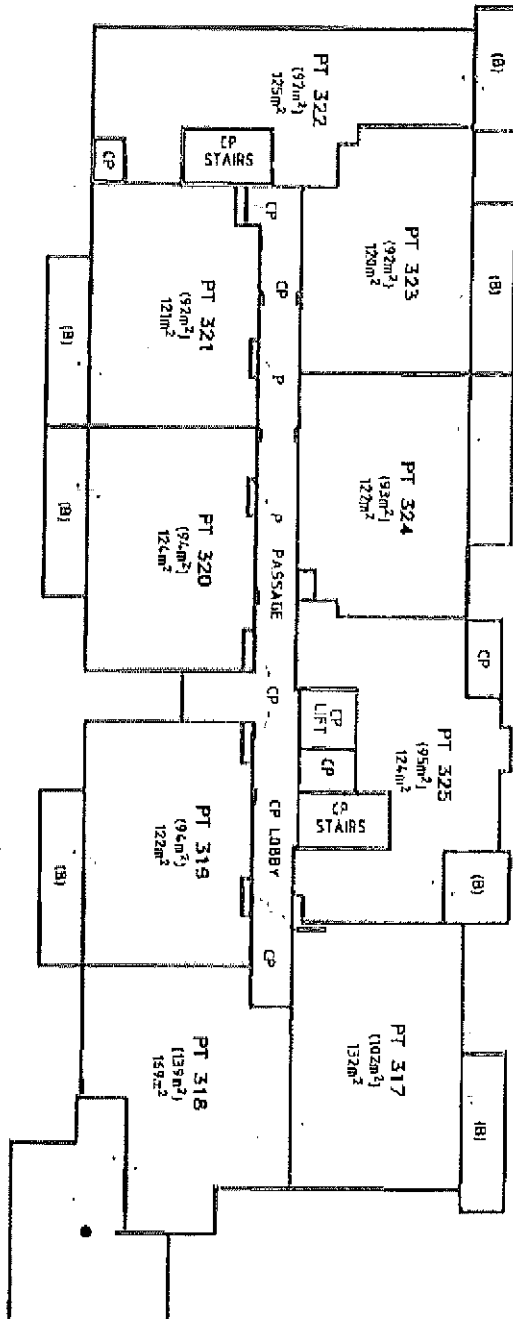 (B)
PT 322
(97m²)
125m²
CP
STAIRS
CP
CP
PT 323
(92m²)
120m²
(B)
CP
PT 321
(92m²)
121m²
(B)
P
PT 324
(93m²)
122m²
PT 320
(94m²)
124m²
(B)
P
PASSAGE
CP
CP
CP
LIFT
PT 325
(95m²)
124m²
CP
CP
STAIRS
CP LOBBY
PT 319
(94m²)
122m²
(B)
(B)
CP
PT 317
(102m²)
132m²
(B)
PT 318
(139m²)
169m²